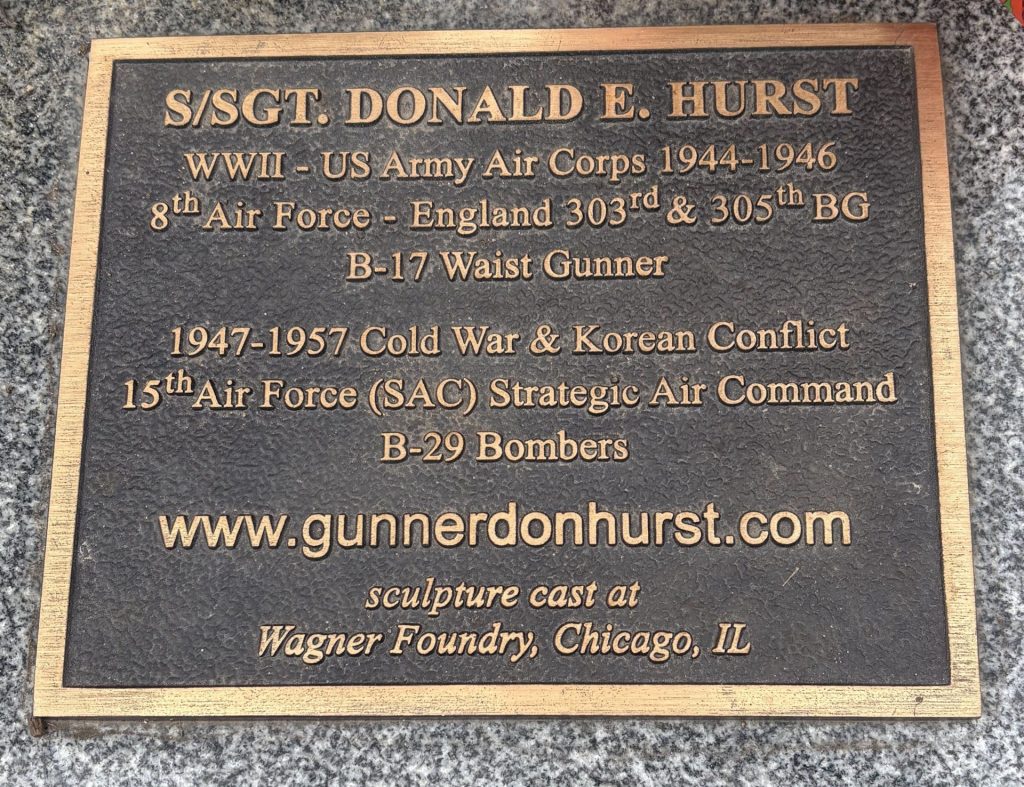 S/SGT. DONALD E. HURST
WWII - US Army Air Corps 1944-1946
8th Air Force - England 303rd & 305th BG
B-17 Waist Gunner
1947-1957 Cold War & Korean Conflict
15th Air Force (SAC) Strategic Air Command
B-29 Bombers
www.gunnerdonhurst.com
sculpture cast at
Wagner Foundry, Chicago, IL